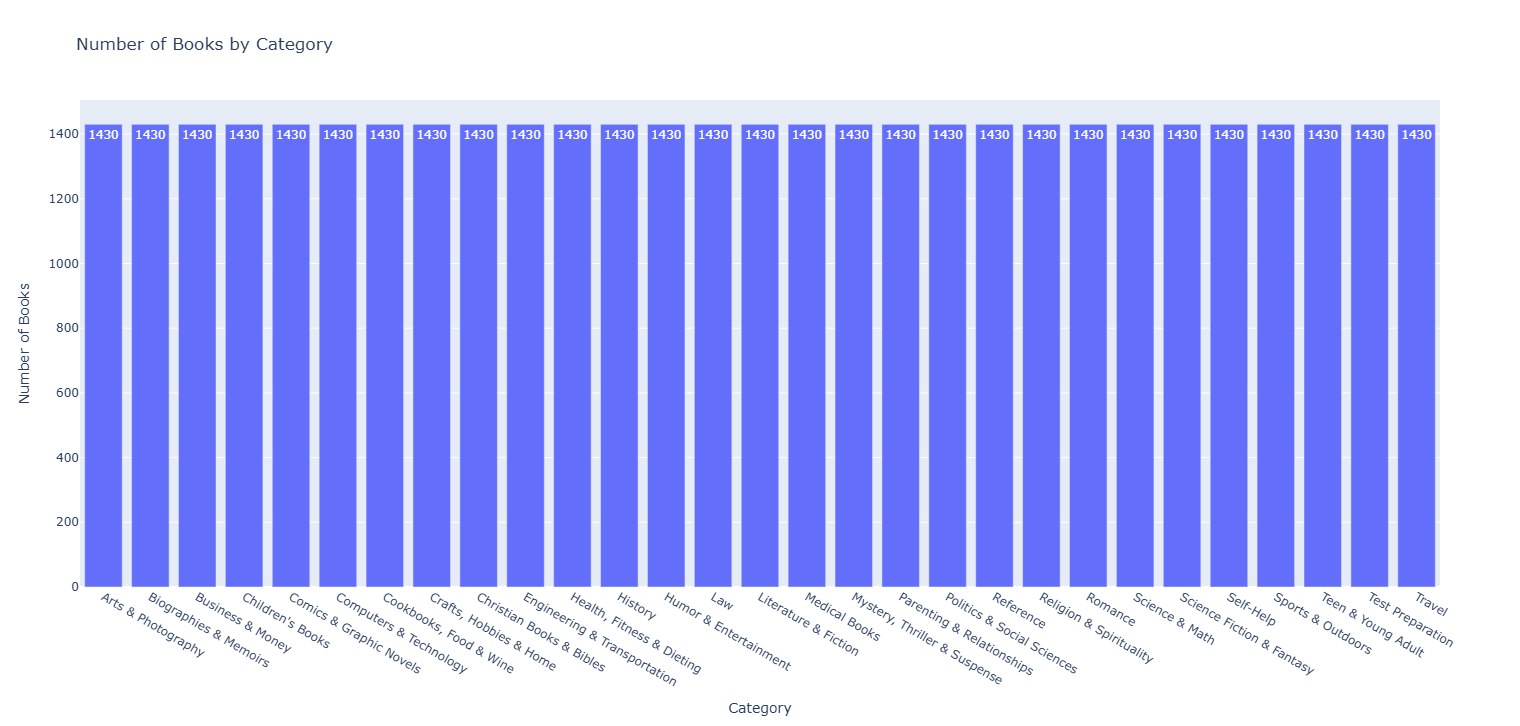 Number of Books by Category
Number of Books
1400
1200
1000
800
600
400
200
0
1430 1430 1430 1430 1430 1430 1430 1430 1430 1430 1430 1430 1430 1430 1430 1430 1430 1430 1430 1430 1430 1430 1430 1430 1430 1430 1430 1430 1430
Arts & Photography
Biographies & Memoirs
Business & Money
Children's Books
Comics & Graphic Novels
Computers & Technology
Cookbooks, Food & Wine
Crafts, Hobbies & Home
Christian Books & Bibles
Engineering & Transportation
Health, Fitness & Dieting
History
Humor & Entertainment
Law
Literature & Fiction
Medical Books
Mystery, Thriller & Suspense
Parenting & Relationships
Politics & Social Sciences
Reference
Religion & Spirituality
Romance
Science & Math
Science Fiction & Fantasy
Self-Help
Sports & Outdoors
Teen & Young Adult
Test Preparation
Travel
Category